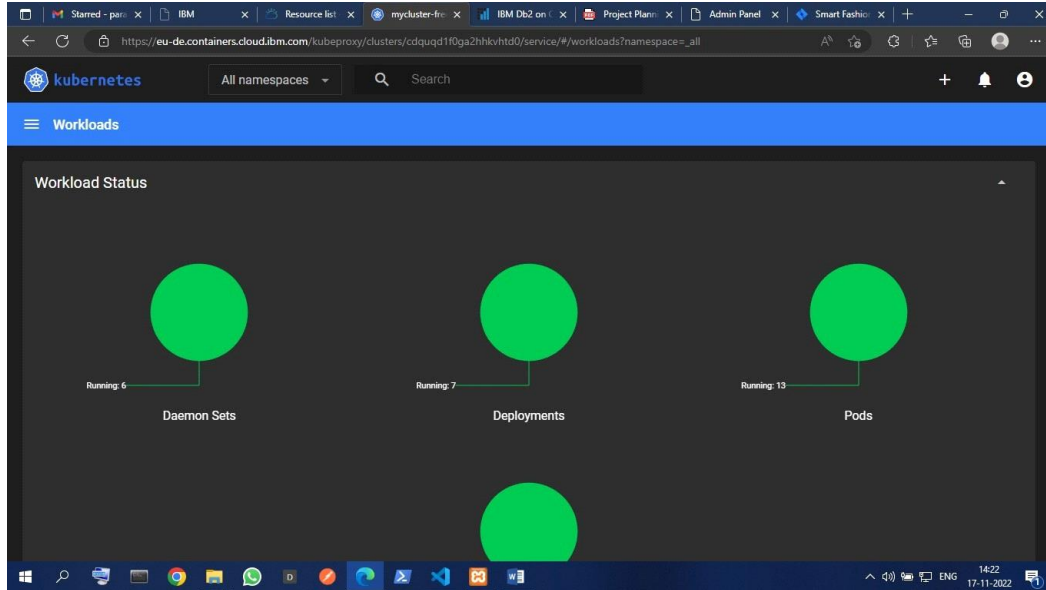 Starred - para
IBM
Resource list
mycluster-fre
IBM Db2 on C
Project Plann
Admin Panel
Smart Fashio
https://eu-de.containers.cloud.ibm.com/kubeproxy/clusters/cdquqd1f0ga2hhkvhtd0/service/#/workloads?namespace=_all
kubernetes
All namespaces
Search
Workloads
Workload Status
Running: 6
Running: 7
Running: 13
Daemon Sets
Deployments
Pods
ENG
14:22
17-11-2022